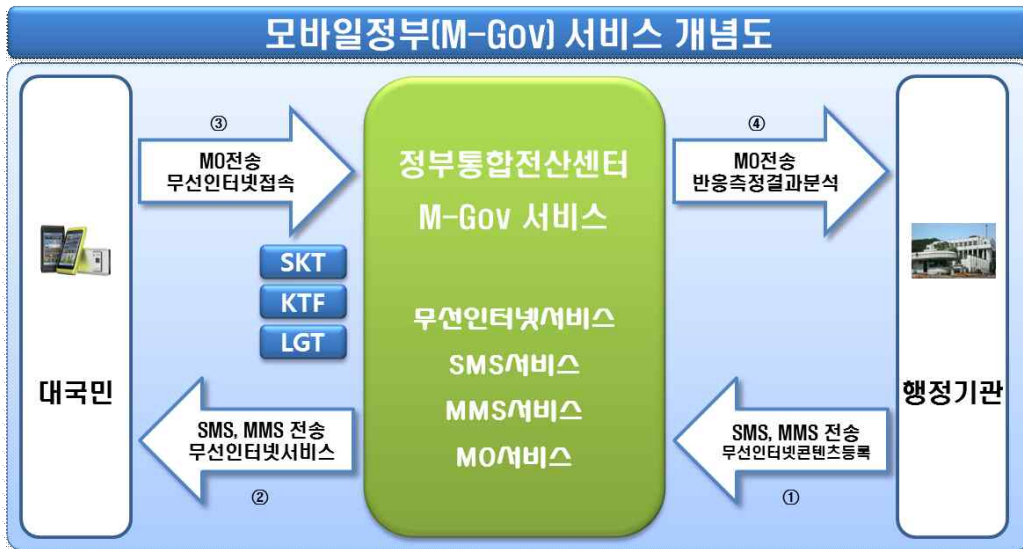 모바일정부(M-Gov) 서비스 개념도
대국민
③
MO전송
무선인터넷접속
SKT
KTF
LGT
SMS, MMS 전송
무선인터넷서비스
②
정부통합전산센터
M-Gov 서비스
무선인터넷서비스
SMS서비스
MMS서비스
MO서비스
④
MO전송
반응측정결과분석
SMS, MMS 전송
무선인터넷콘텐츠등록
①
행정기관